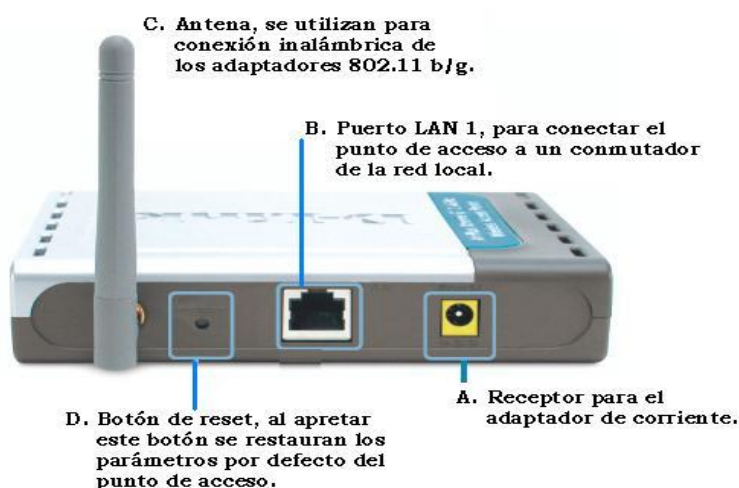 C. Antena, se utilizan para
conexión inalámbrica de
los adaptadores 802.11 b/g.
B. Puerto LAN 1, para conectar el
punto de acceso a un conmutador
de la red local.
A. Receptor para el
adaptador de corriente.
D. Botón de reset, al apretar
este botón se restauran los
parámetros por defecto del
punto de acceso.